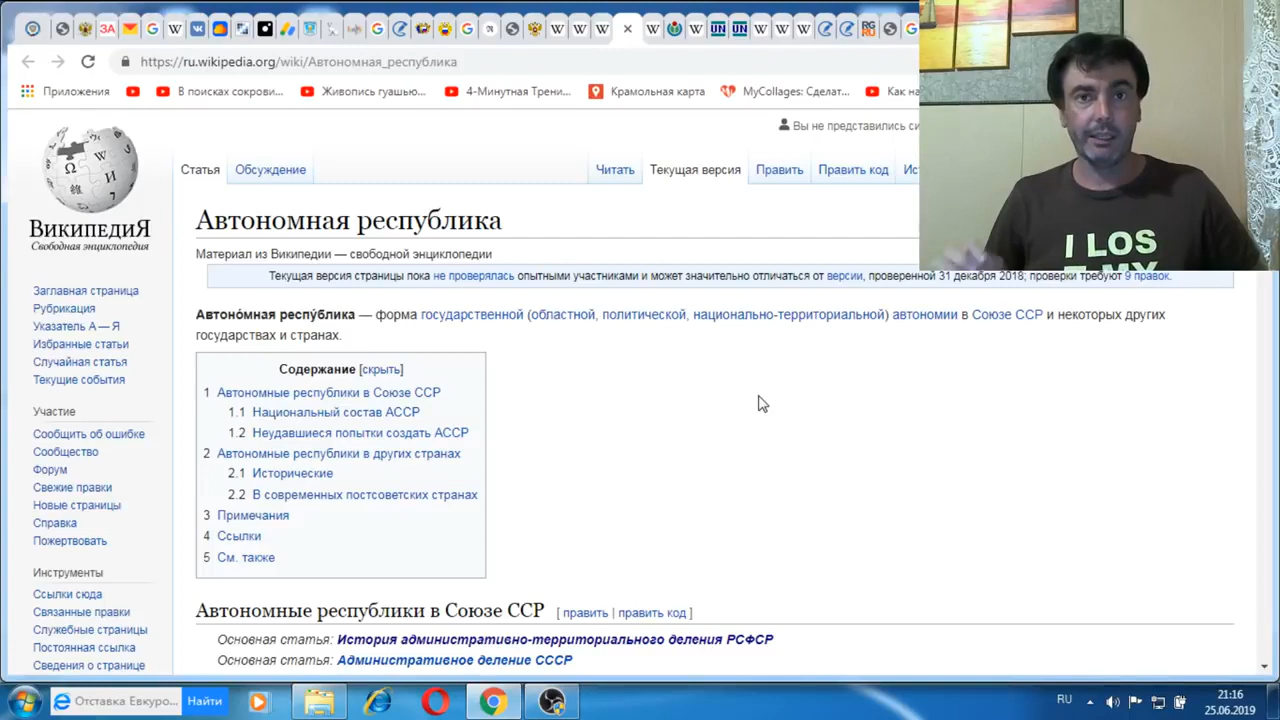 https://ru.wikipedia.org/wiki/Автономная_республика
Приложения
В поисках сокрови...
Живопись гуашью...
4-Минутная Трени...
Крамольная карта
MyCollages: Сделат...
Как на
Вы не представились си
Статья
Обсуждение
Читать
Текущая версия
Править
Править код
Ис
ВИКИПЕДИЯ
Свободная энциклопедия
Автономная республика
Материал из Википедии — свободной энциклопедии
Текущая версия страницы пока не проверялась опытными участниками и может значительно отличаться от версии, проверенной 31 декабря 2018; проверки требуют 9 правок.
Автоно́мная респу́блика — форма государственной (областной, политической, национально-территориальной) автономии в Союзе ССР и некоторых других
государствах и странах.
Содержание [скрыть]
1 Автономные республики в Союзе ССР
1.1 Национальный состав АССР
1.2 Неудавшиеся попытки создать АССР
2 Автономные республики в других странах
2.1 Исторические
2.2 В современных постсоветских странах
3 Примечания
4 Ссылки
5 См. также
Автономные республики в Союзе ССР [ править | править код ]
Основная статья: История административно-территориального деления РСФСР
Основная статья: Административное деление СССР
Заглавная страница
Рубрикация
Указатель А — Я
Избранные статьи
Случайная статья
Текущие события
Участие
Сообщить об ошибке
Сообщество
Форум
Свежие правки
Новые страницы
Справка
Пожертвовать
Инструменты
Ссылки сюда
Связанные правки
Служебные страницы
Постоянная ссылка
Сведения о странице
I LOS
Отставка Евкуро...
Найти
RU
21:16
25.06.2019